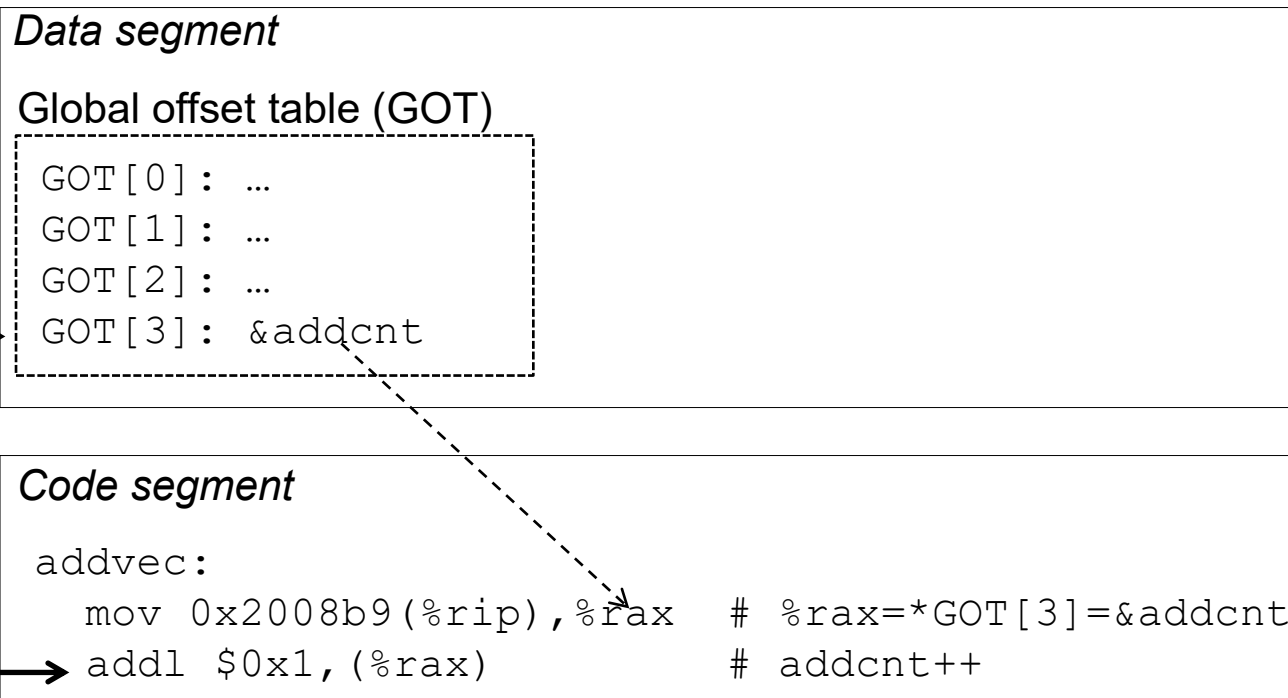 Data segment
Global offset table (GOT)
GOT[0]: …
GOT[1]: …
GOT[2]: …
GOT[3]: &addcnt
Code segment
addvec:
mov 0x2008b9(%rip),%rax # %rax=*GOT[3]=&addcnt
addl $0x1,(%rax) # addcnt++